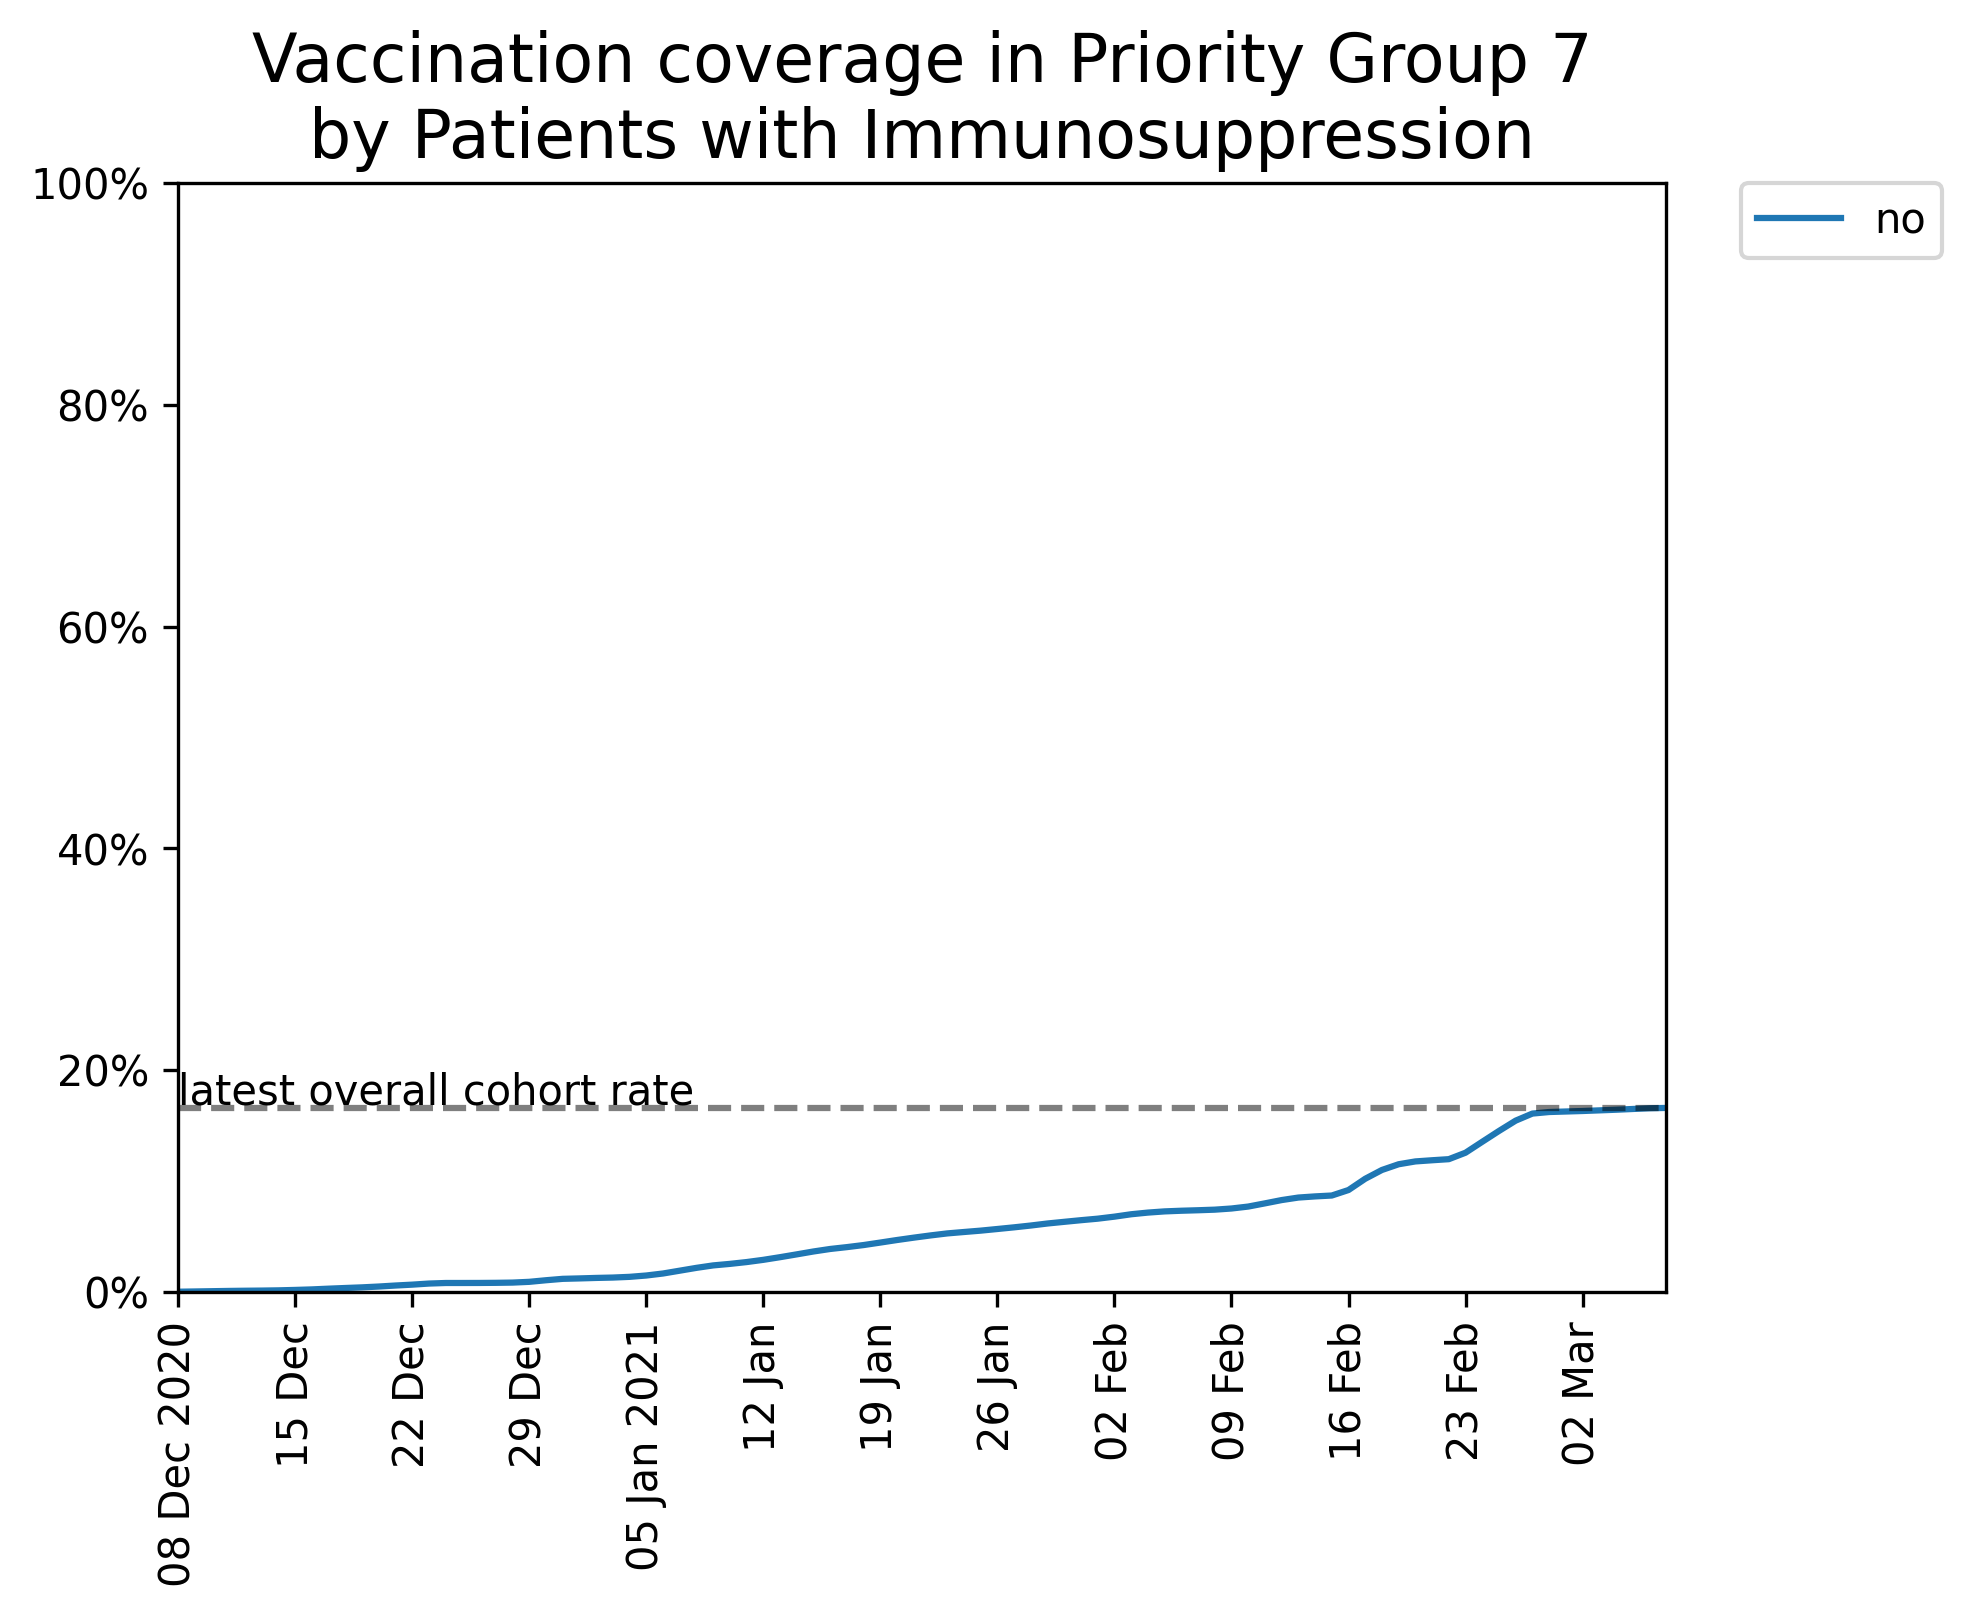 Vaccination coverage in Priority Group 7
by Patients with Immunosuppression
100%
80%
60%
40%
20%
0%
latest overall cohort rate
no
08 Dec 2020
15 Dec
22 Dec
29 Dec
05 Jan 2021
12 Jan
19 Jan
26 Jan
02 Feb
09 Feb
16 Feb
23 Feb
02 Mar